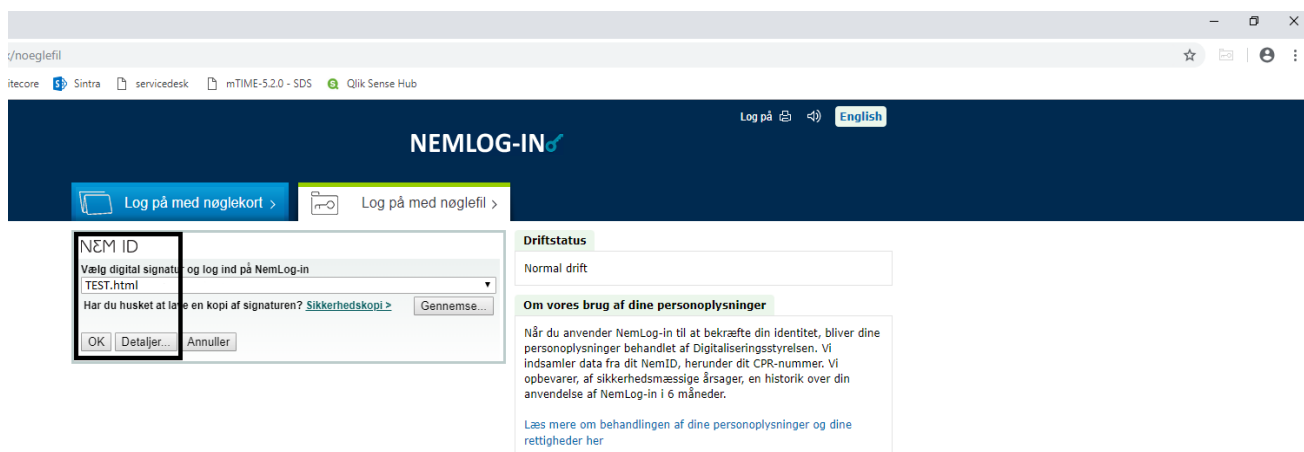 :/noeglefil
itecore Sintra servicedesk mTIME-5.2.0 - SDS Qlik Sense Hub
Log på English
NEMLOG-IN
Log på med nøglekort >
Log på med nøglefil >
NEM ID
Vælg digital signatur og log ind på NemLog-in
TEST.html
Har du husket at lave en kopi af signaturen? Sikkerhedskopi > Gennemse...
OK Detaljer... Annuller
Driftstatus
Normal drift
Om vores brug af dine personoplysninger
Når du anvender NemLog-in til at bekræfte din identitet, bliver dine
personoplysninger behandlet af Digitaliseringsstyrelsen. Vi
indsamler data fra dit NemID, herunder dit CPR-nummer. Vi
opbevarer, af sikkerhedsmæssige årsager, en historik over din
anvendelse af NemLog-in i 6 måneder.
Læs mere om behandlingen af dine personoplysninger og dine
rettigheder her